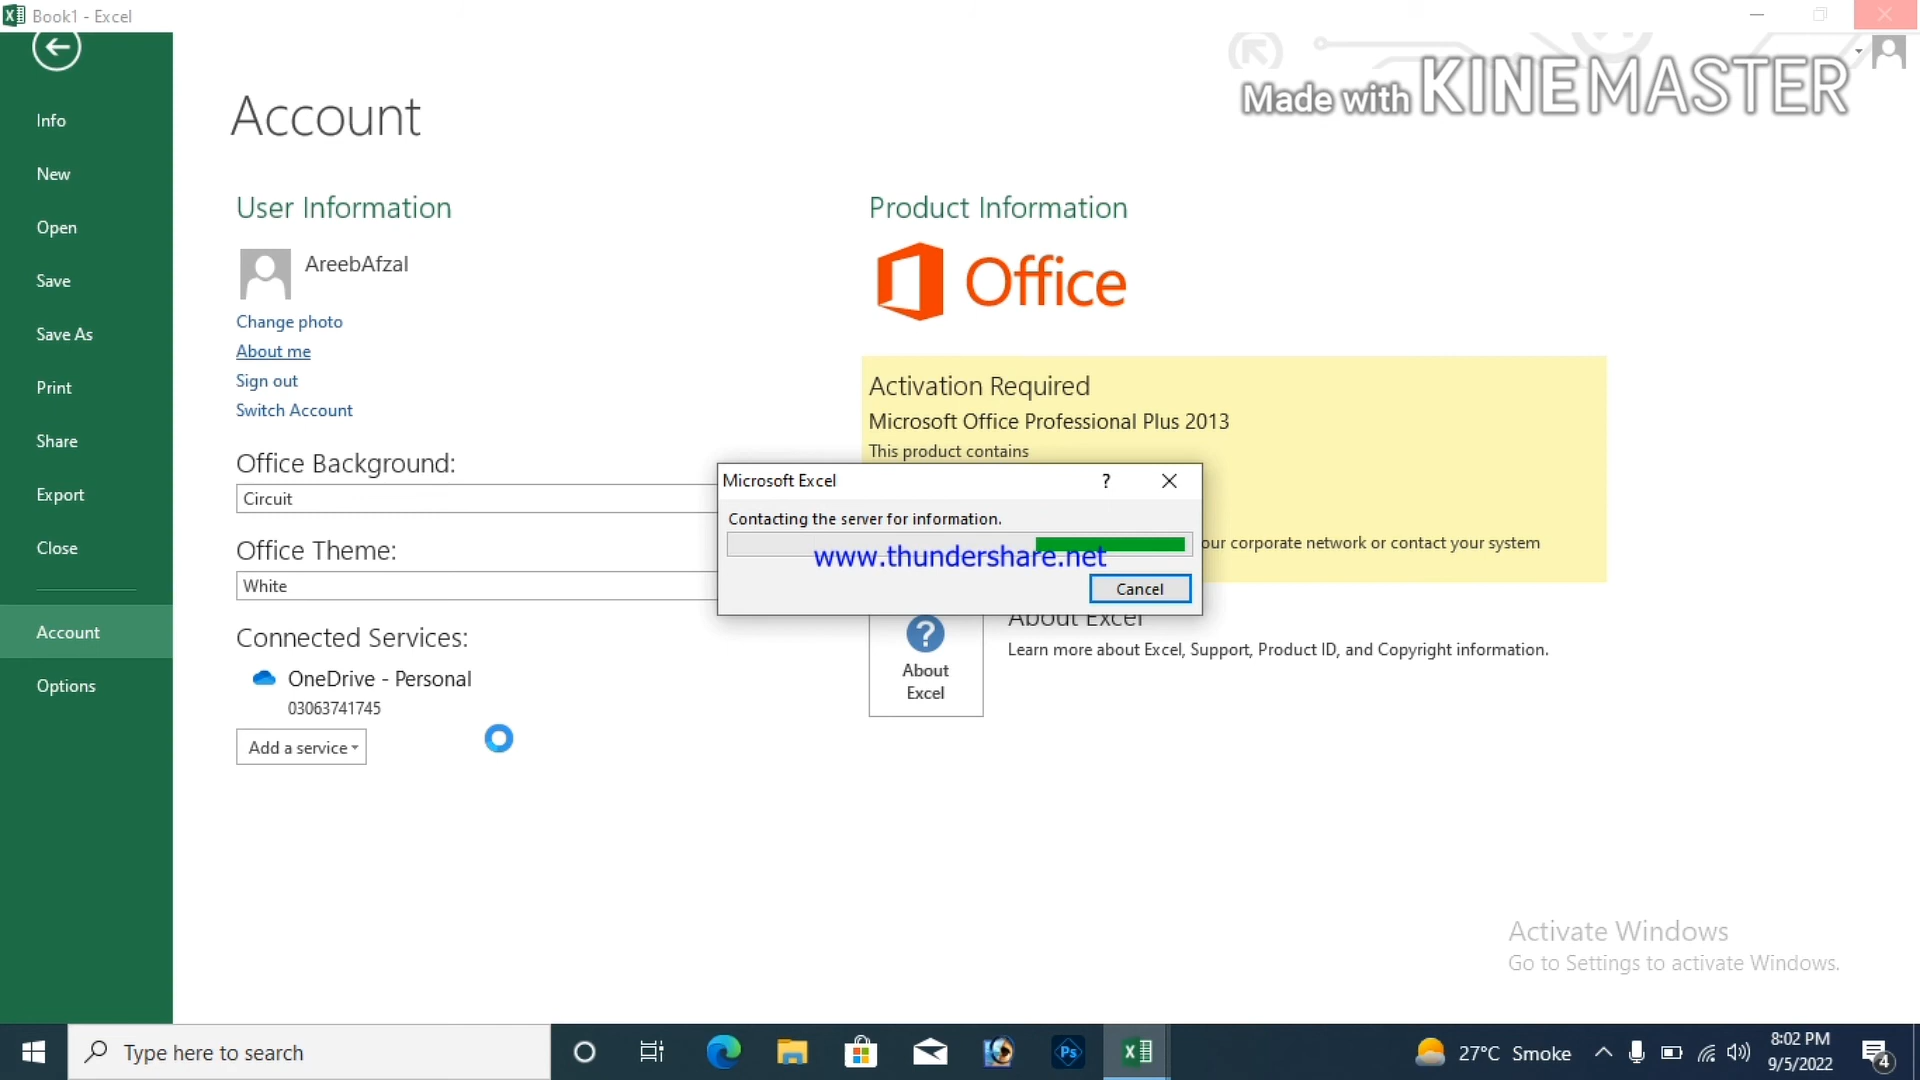 Book1 - Excel
Made with KINEMASTER
Info
New
Open
Save
Save As
Print
Share
Export
Close
Account
Options
Account
User Information
AreebAfzal
Change photo
About me
Sign out
Switch Account
Office Background:
Circuit
Office Theme:
White
Connected Services:
OneDrive - Personal
03063741745
Add a service
Product Information
Office
Activation Required
Microsoft Office Professional Plus 2013
This product contains
our corporate network or contact your system
Microsoft Excel
?
Contacting the server for information.
www.thundershare.net
Cancel
?
About
Excel
About Excel
Learn more about Excel, Support, Product ID, and Copyright information.
Activate Windows
Go to Settings to activate Windows.
Type here to search
Ps
27°C Smoke
8:02 PM
9/5/2022
4